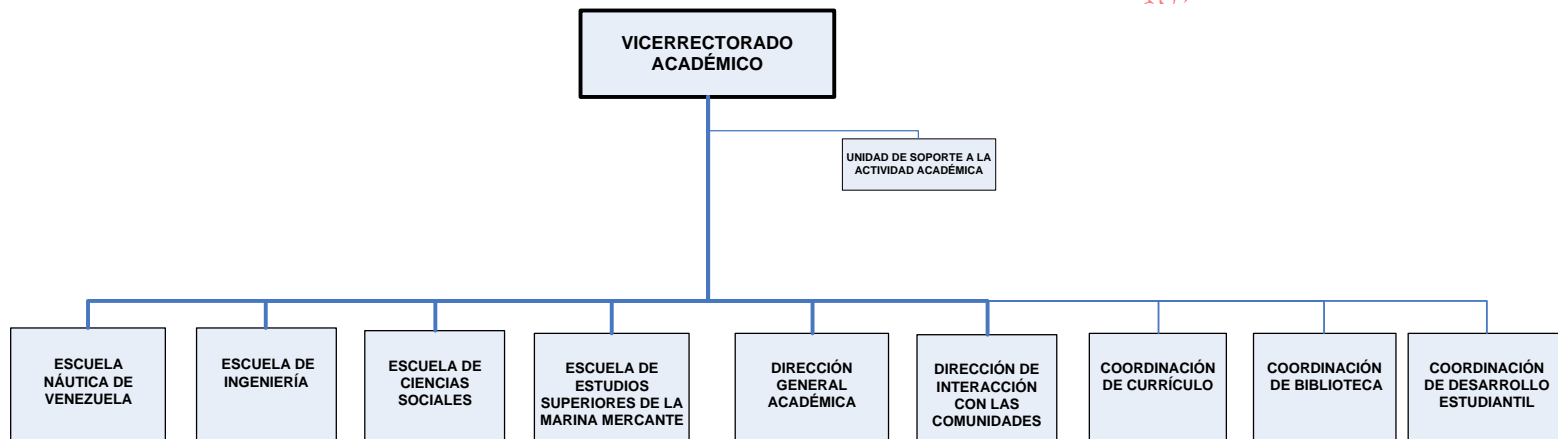 VICERRECTORADO
ACADÉMICO
UNIDAD DE SOPORTE A LA
ACTIVIDAD ACADÉMICA
ESCUELA
NÁUTICA DE
VENEZUELA
ESCUELA DE
INGENIERÍA
ESCUELA DE
CIENCIAS
SOCIALES
ESCUELA DE
ESTUDIOS
SUPERIORES DE LA
MARINA MERCANTE
DIRECCIÓN
GENERAL
ACADÉMICA
DIRECCIÓN DE
INTERACCIÓN
CON LAS
COMUNIDADES
COORDINACIÓN
DE CURRÍCULO
COORDINACIÓN
DE BIBLIOTECA
COORDINACIÓN
DE DESARROLLO
ESTUDIANTIL